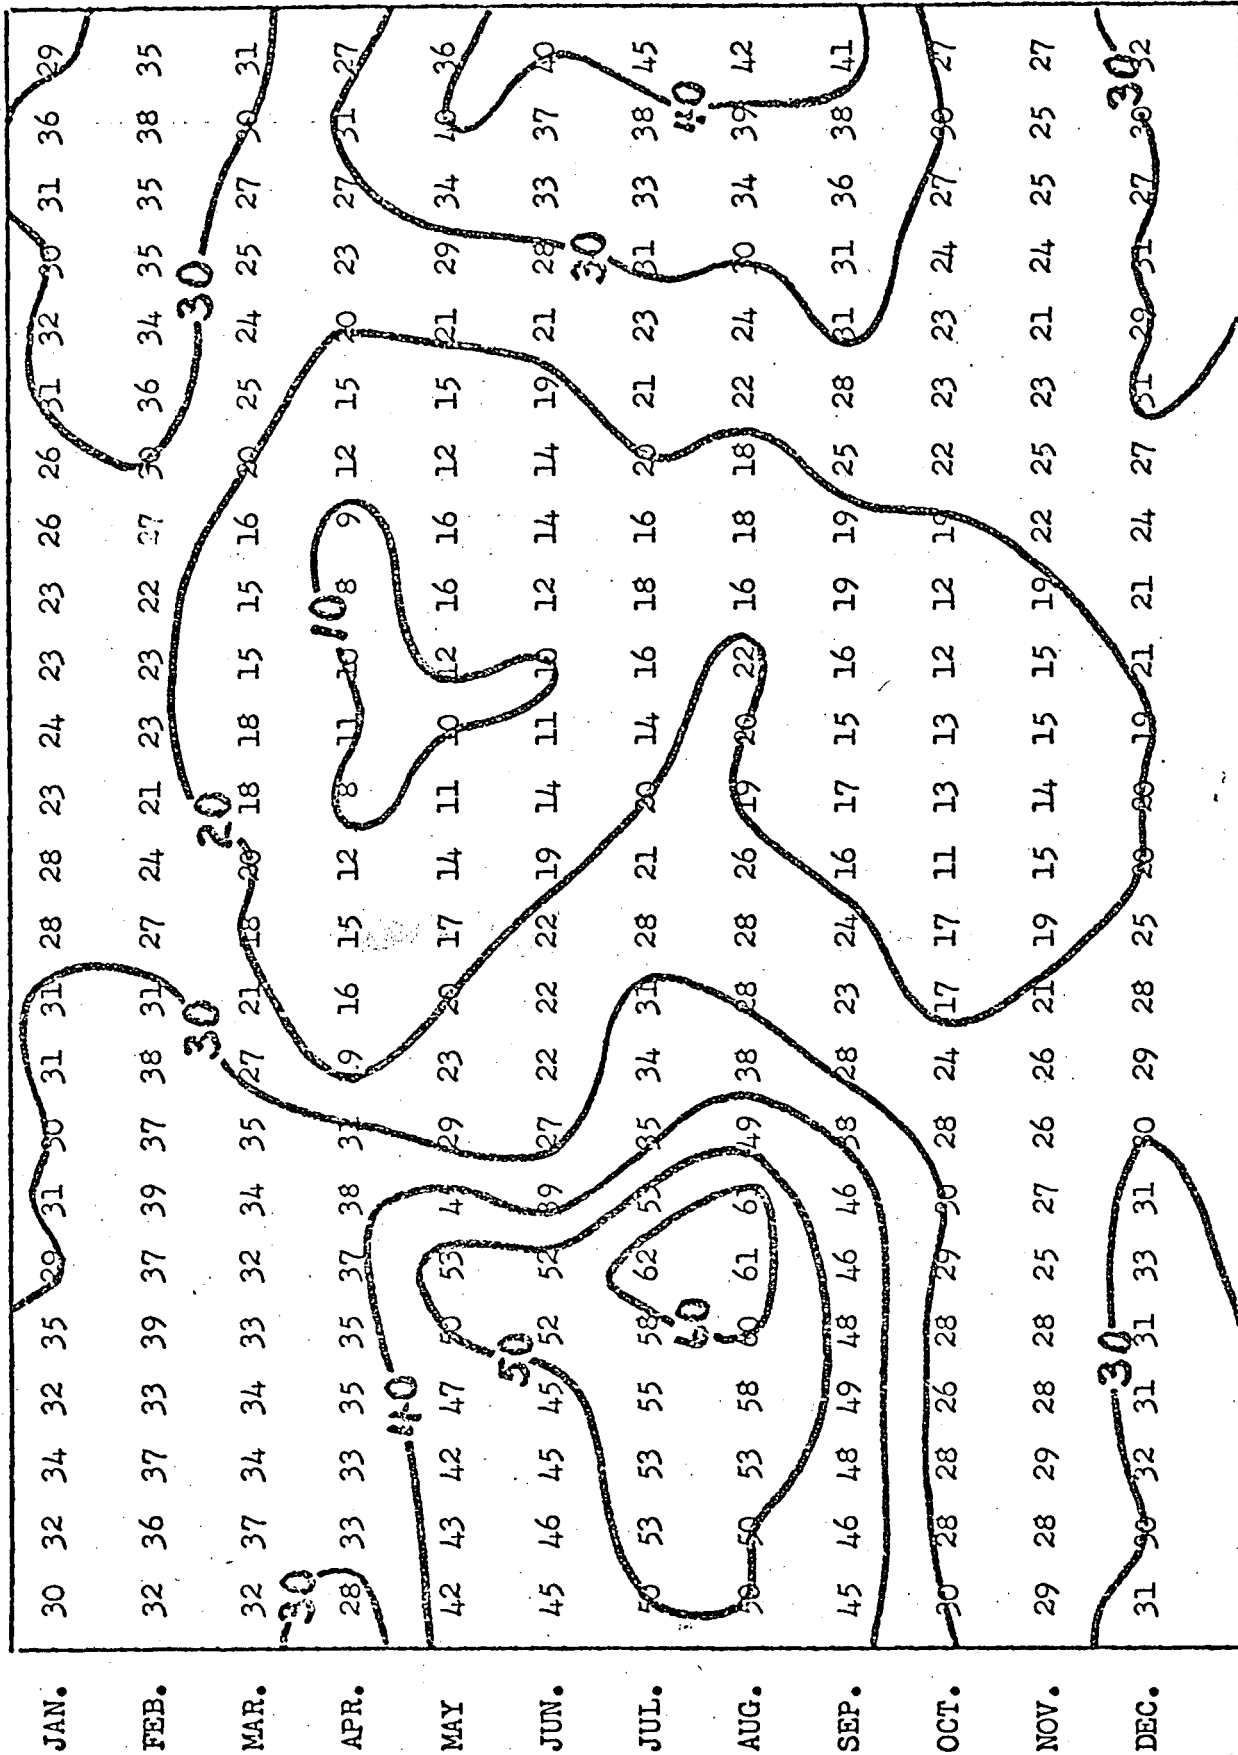 JAN. 30 32 34 32 35 29 31 30 31 31 28 28 23 24 23 23 26 26 31 32 30 31 36 29
FEB. 32 36 37 33 39 37 39 37 38 31 27 24 21 23 23 22 27 30 36 34 35 35 38 35
30 20 30
MAR. 32 37 34 34 33 32 34 35 27 21 18 20 18 18 15 15 16 20 25 24 25 27 30 31
30 10
APR. 28 33 33 35 35 37 38 31 19 16 15 12 8 11 10 8 9 12 15 20 23 27 31 27
40
MAY 42 43 42 47 50 53 41 29 23 20 17 14 11 10 12 16 16 12 15 21 29 34 40 36
50
JUN. 45 46 45 45 52 52 39 27 22 22 22 19 14 11 10 12 14 14 19 21 28 33 37 40
30
JUL. 50 53 53 55 58 62 53 35 34 31 28 21 20 14 16 18 16 20 21 23 31 33 38 45
60 40
AUG. 50 50 53 58 60 61 61 49 38 28 28 26 19 20 22 16 18 18 22 24 30 34 39 42
SEP. 45 46 48 49 48 46 46 38 28 23 24 16 17 15 16 19 19 25 28 31 31 36 38 41
OCT. 30 28 28 26 28 29 30 28 24 17 17 11 13 13 12 12 19 22 23 23 24 27 30 27
NOV. 29 28 29 28 28 25 27 26 26 21 19 15 14 15 15 19 22 25 23 21 24 25 25 27
30 30
DEC. 31 30 32 31 31 33 31 30 29 28 25 20 20 19 21 21 24 27 31 29 31 27 30 32